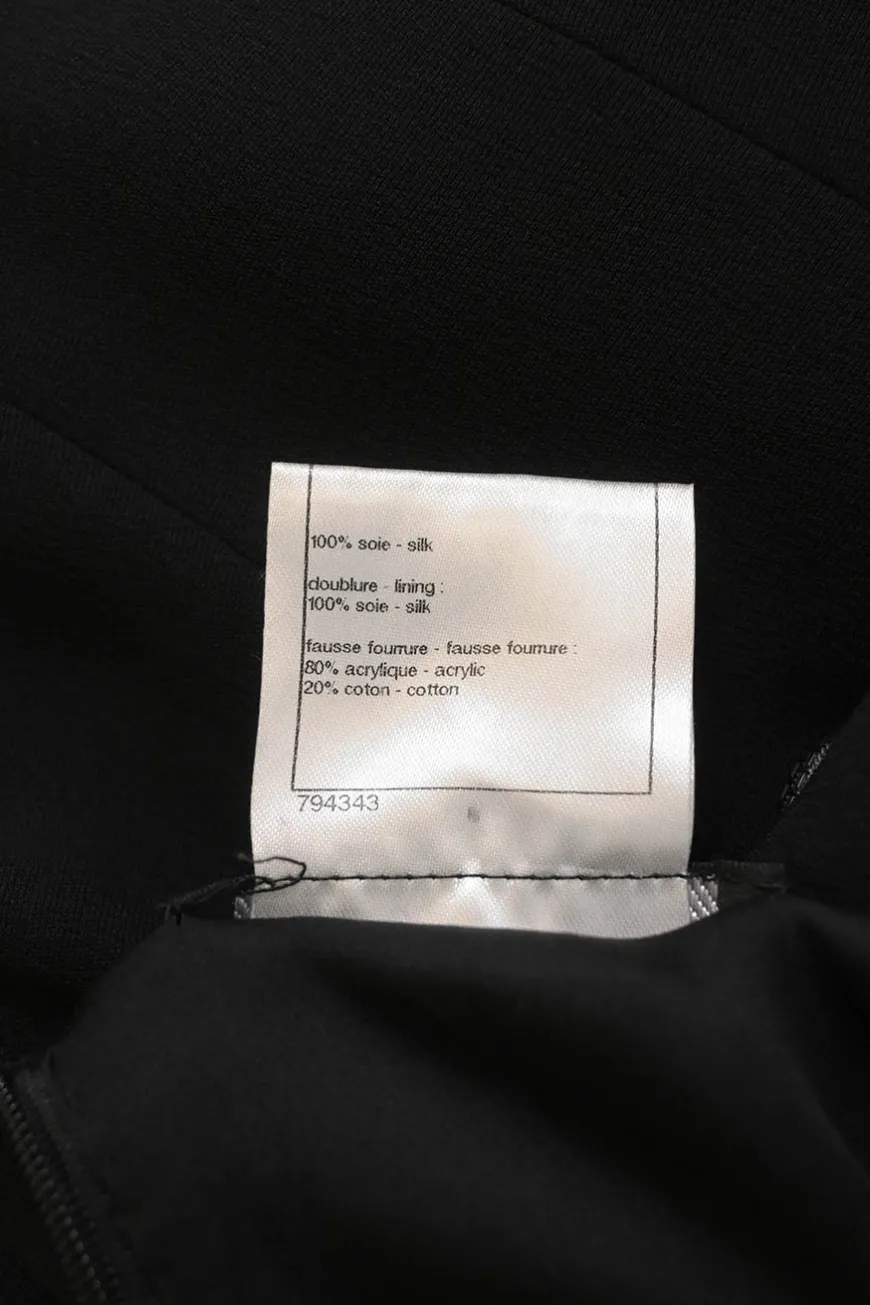 100% soie - silk
doublure - lining :
100% soie - silk
fausse fourrure - fausse fourrure :
80% acrylique - acrylic
20% coton - cotton
794343